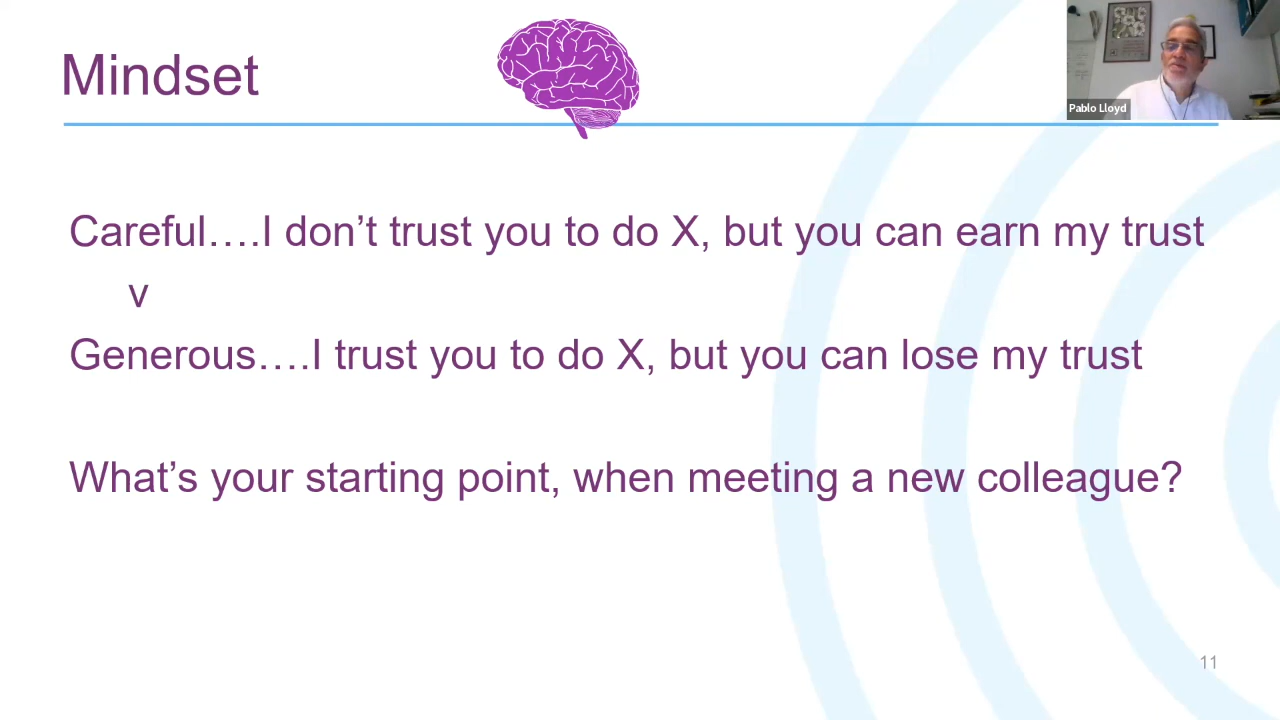 Mindset
Pablo Lloyd
Careful….I don’t trust you to do X, but you can earn my trust
v
Generous….I trust you to do X, but you can lose my trust
What’s your starting point, when meeting a new colleague?
11